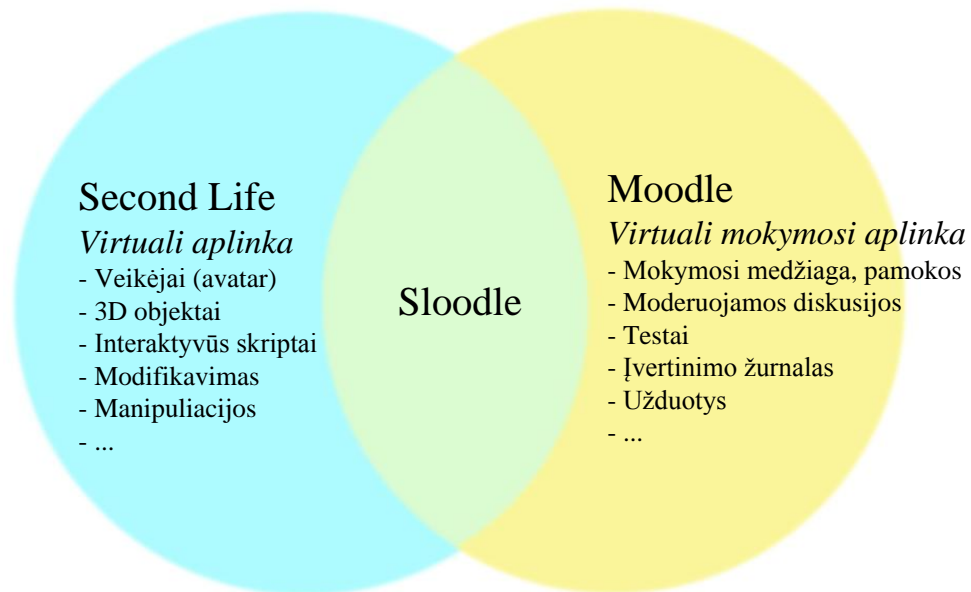 Second Life
Virtuali aplinka
- Veikėjai (avatar)
- 3D objektai
- Interaktyvūs skriptai
- Modifikavimas
- Manipuliacijos
- ...
Sloodle
Moodle
Virtuali mokymosi aplinka
- Mokymosi medžiaga, pamokos
- Moderuojamos diskusijos
- Testai
- Įvertinimo žurnalas
- Užduotys
- ...